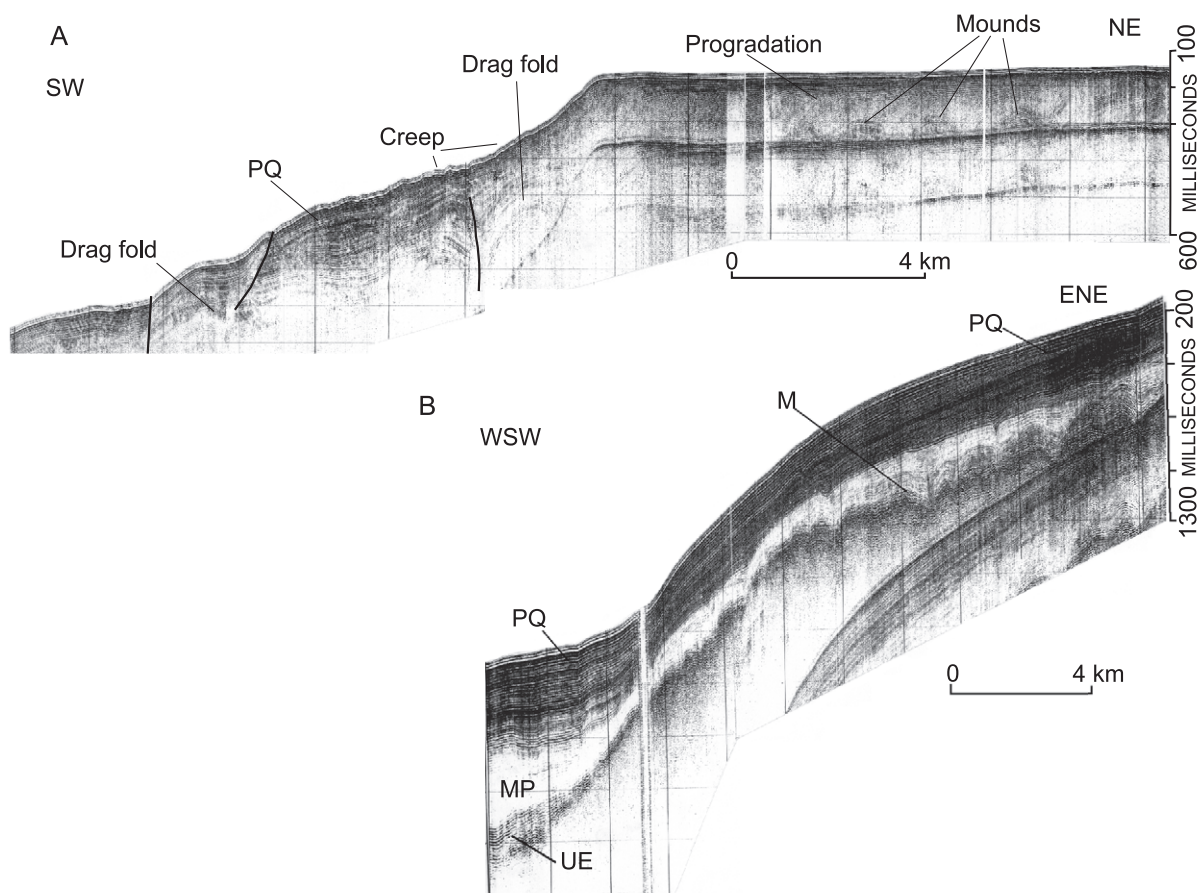 A
SW
Drag fold
PQ
Creep
Drag fold
Progradation
Mounds
NE
100
MILLISECONDS
600
0 4 km
B
WSW
ENE
200
MILLISECONDS
1300
PQ
M
PQ
MP
UE
0 4 km